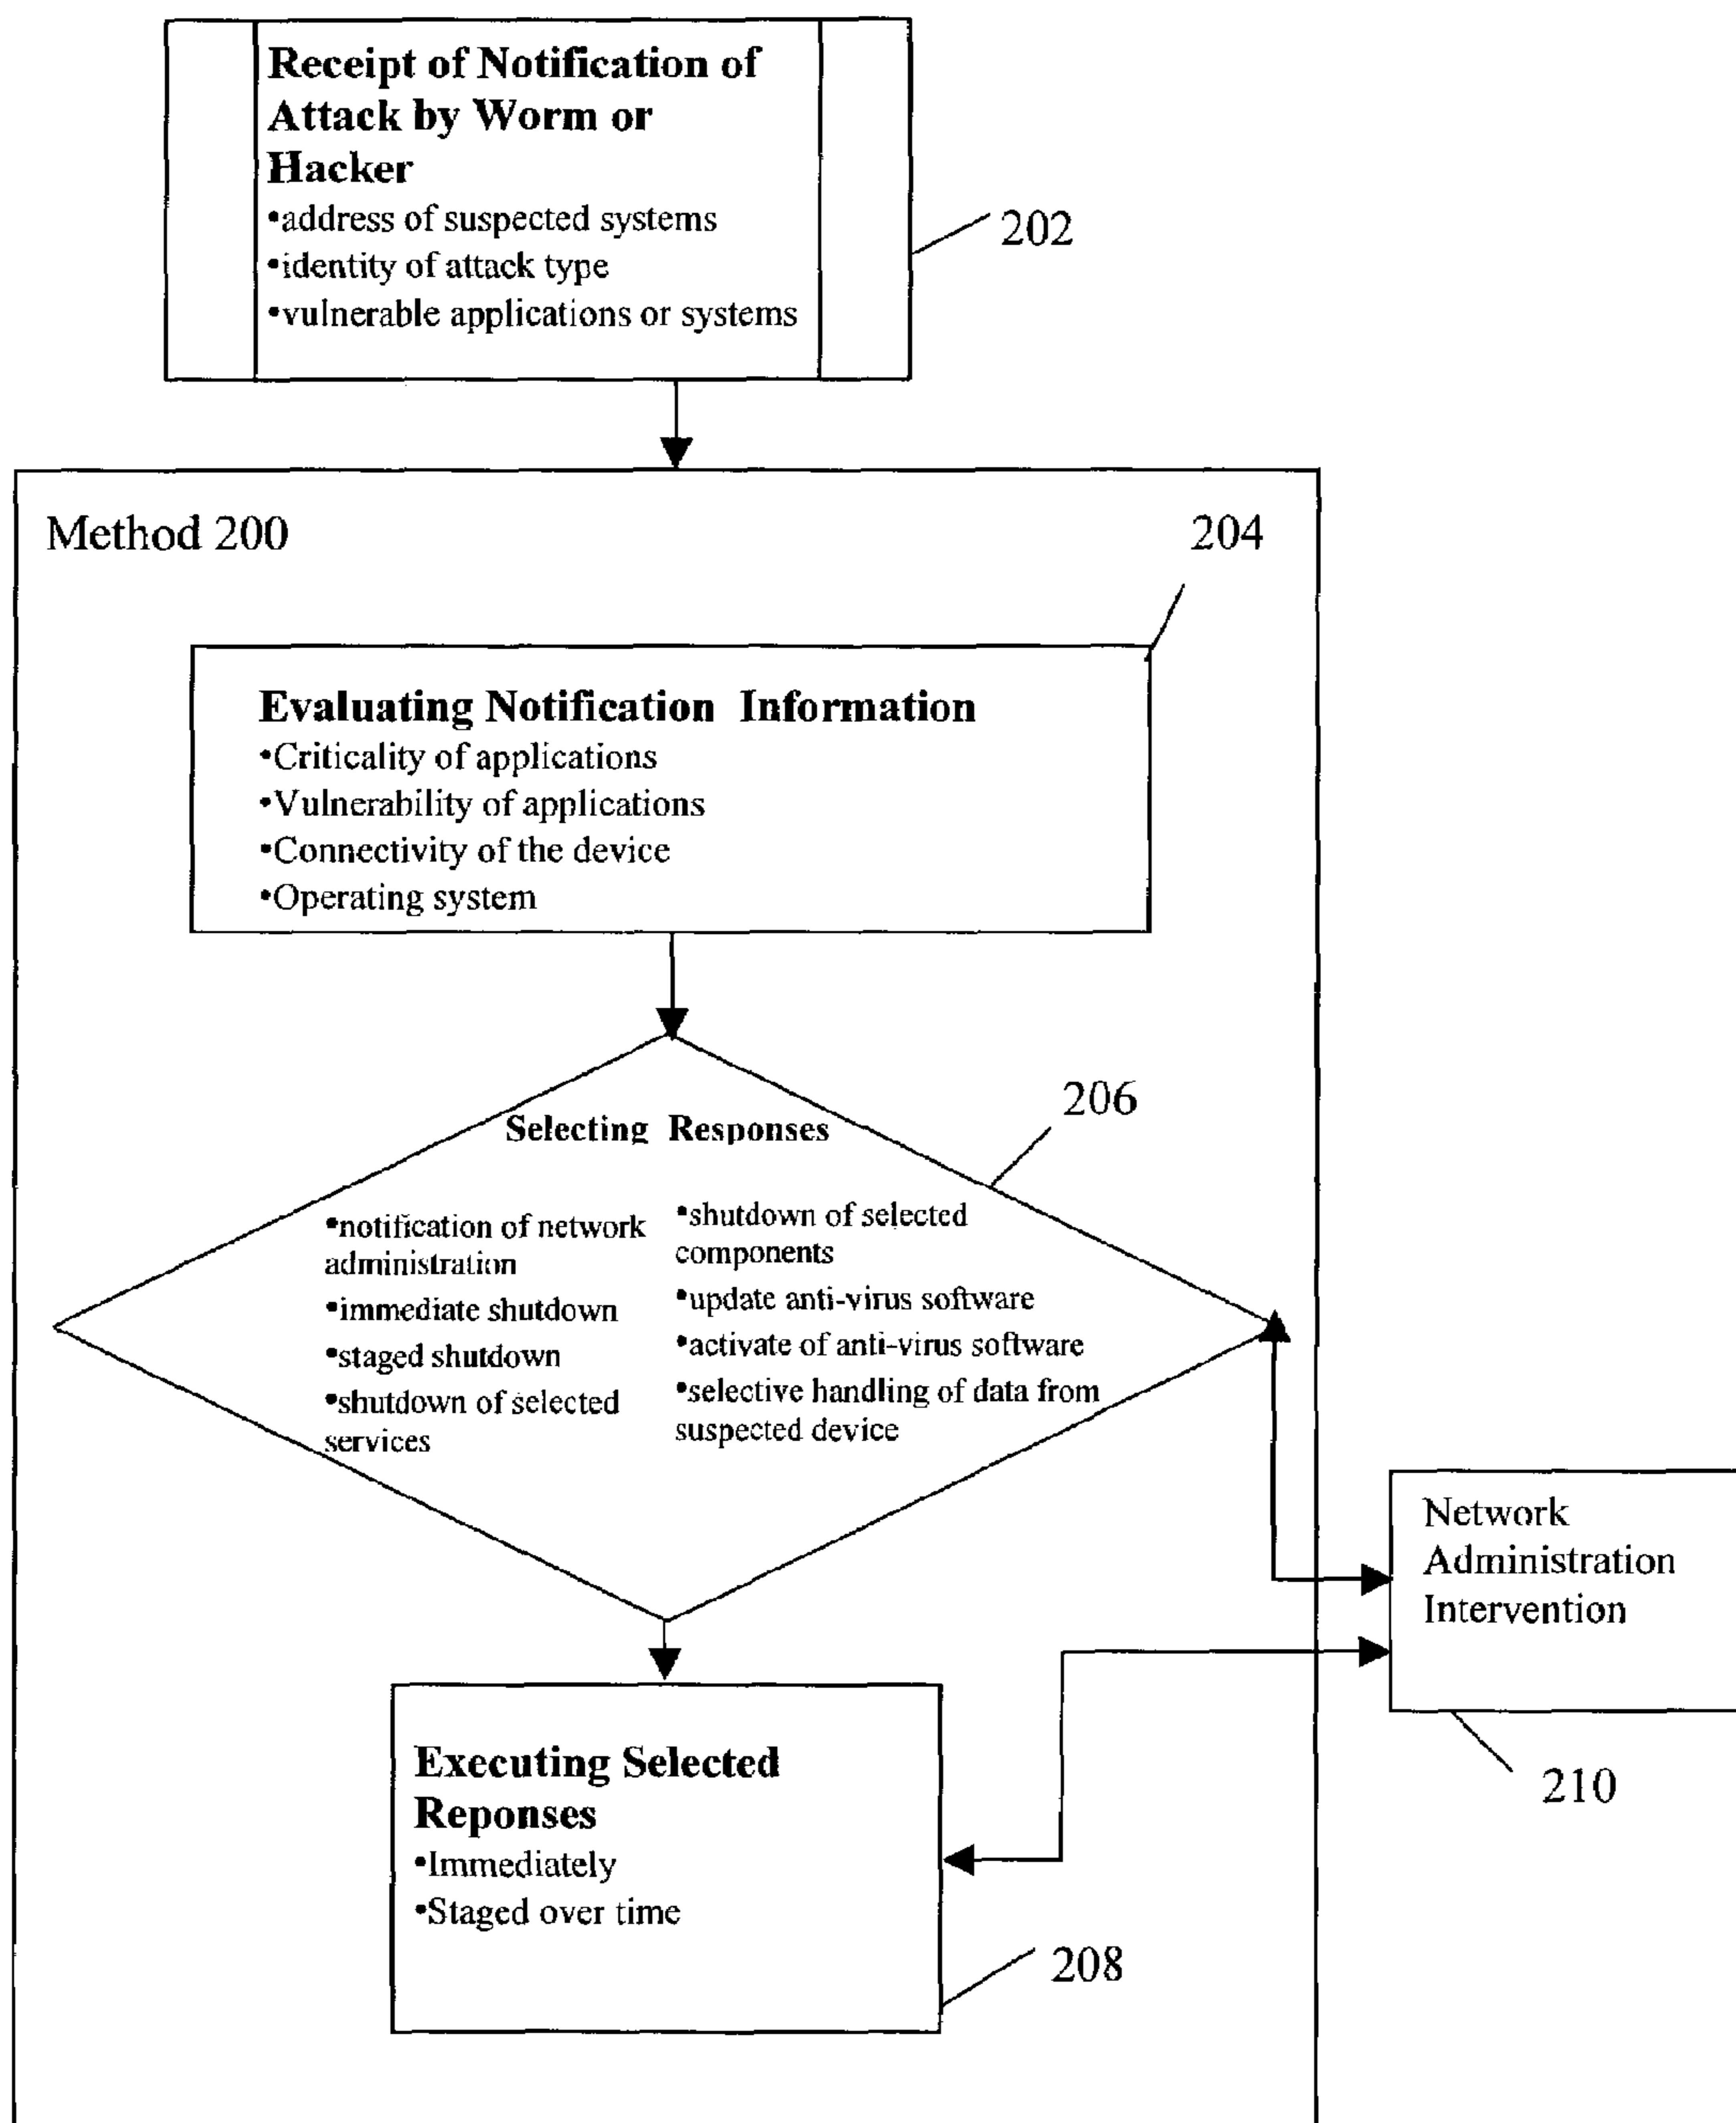 Receipt of Notification of
Attack by Worm or
Hacker
•address of suspected systems
•identity of attack type
•vulnerable applications or systems
202
Method 200
204
Evaluating Notification Information
•Criticality of applications
•Vulnerability of applications
•Connectivity of the device
•Operating system
206
Selecting Responses
•notification of network
administration
•immediate shutdown
•staged shutdown
•shutdown of selected
services
•shutdown of selected
components
•update anti-virus software
•activate of anti-virus software
•selective handling of data from
suspected device
Network
Administration
Intervention
210
Executing Selected
Reponses
•Immediately
•Staged over time
208